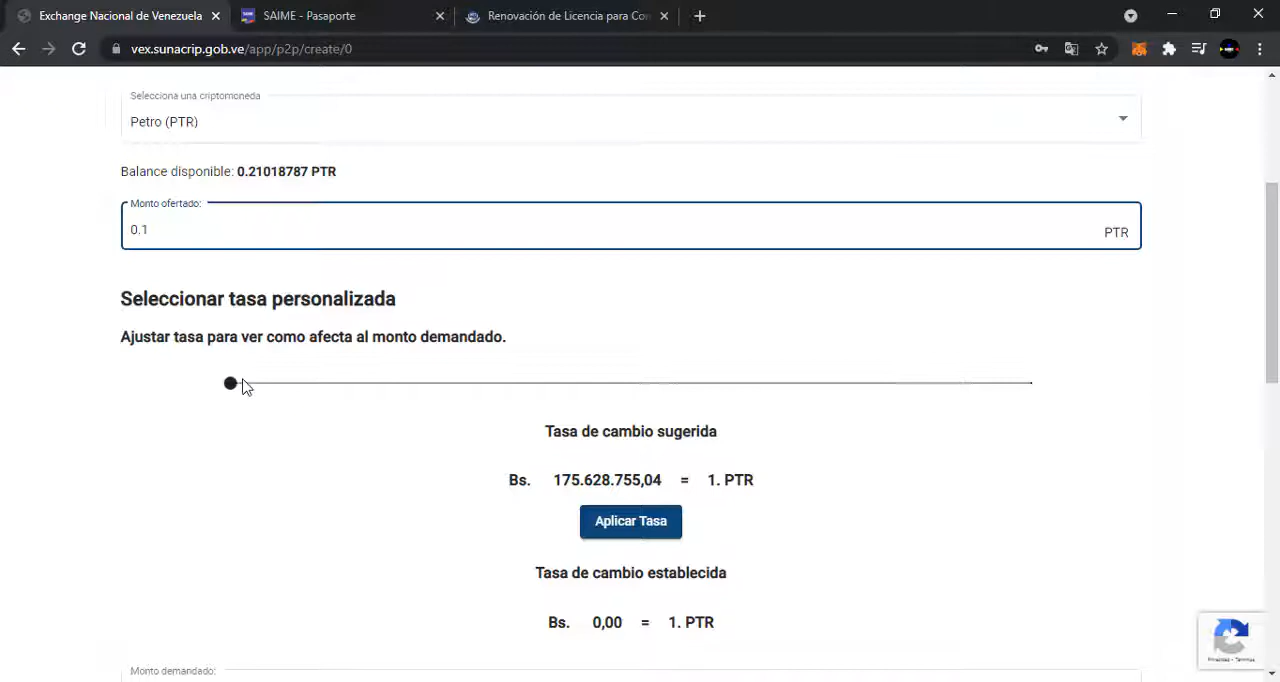 Exchange Nacional de Venezuela
SAIME - Pasaporte
Renovación de Licencia para Con
vex.sunacrip.gob.ve/app/p2p/create/0
Selecciona una criptomoneda
Petro (PTR)
Balance disponible: 0.21018787 PTR
Monto ofertado:
0.1
PTR
Seleccionar tasa personalizada
Ajustar tasa para ver como afecta al monto demandado.
Tasa de cambio sugerida
Bs. 175.628.755,04 = 1. PTR
Aplicar Tasa
Tasa de cambio establecida
Bs. 0,00 = 1. PTR
Monto demandado:
Privacidad - Términos